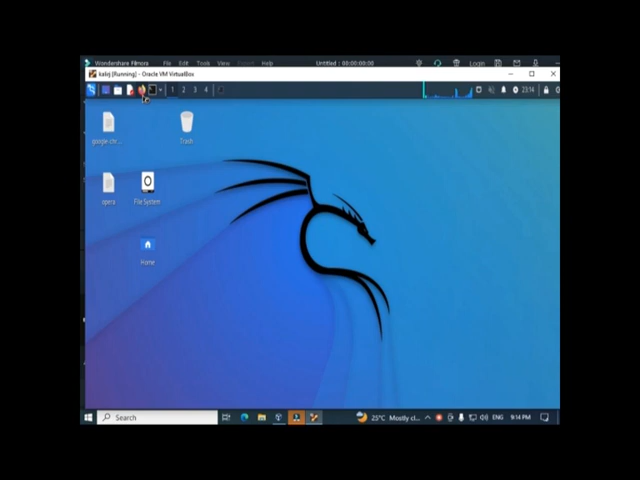 Wondershare Filmora File Edit Tools View Export Help Untitled : 00:00:00:00 Login
kalioj [Running] - Oracle VM VirtualBox
1 2 3 4 23:14
google-chr... Trash
opera File System
Home
Search 25°C Mostly cl... ENG 9:14 PM